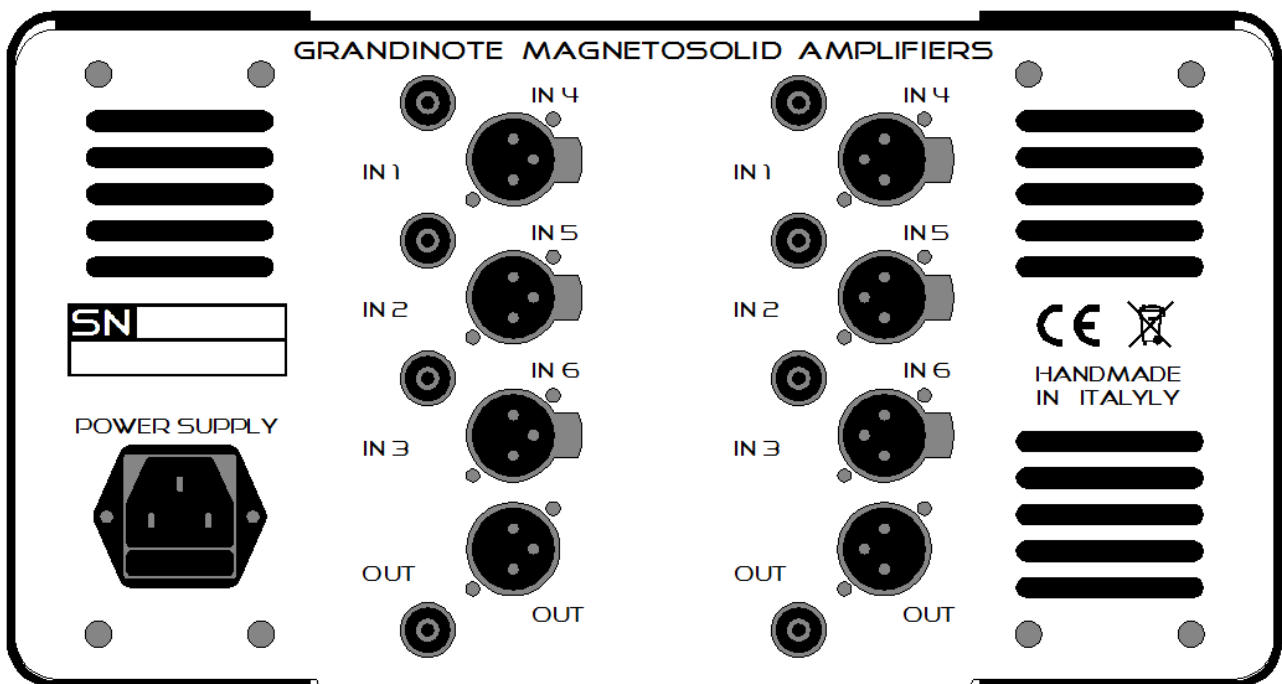 GRANDINOTE MAGNETOSOLID AMPLIFIERS
IN 4
IN 4
IN 1
IN 1
IN 5
IN 5
IN 2
IN 2
SN
IN 6
IN 6
HANDMADE
IN ITALYLY
POWER SUPPLY
IN 3
IN 3
OUT
OUT
OUT
OUT
CE